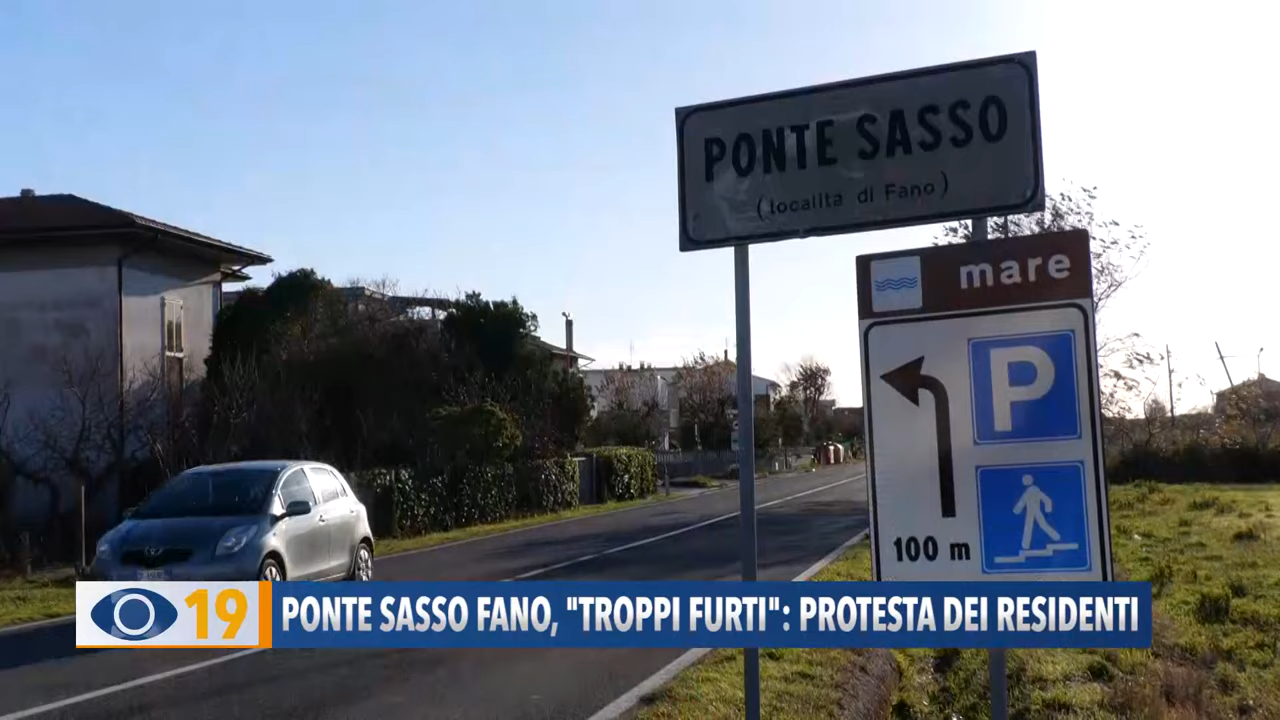 PONTE SASSO
(località di Fano)
mare
P
100 m
19
PONTE SASSO FANO, "TROPPI FURTI": PROTESTA DEI RESIDENTI